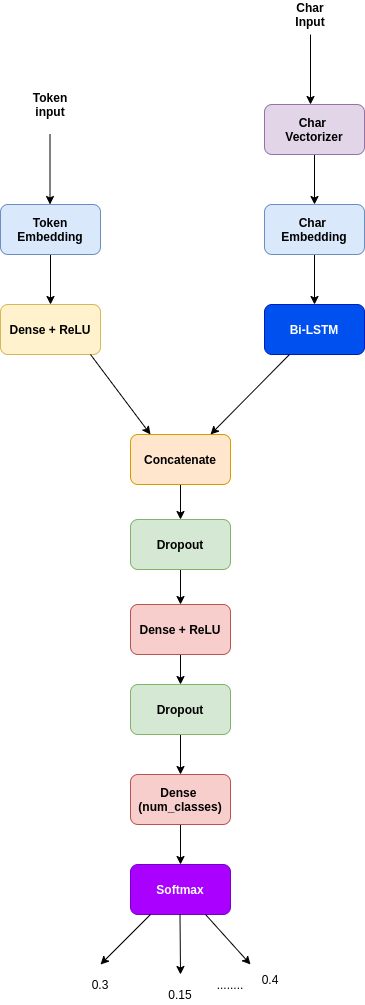 Char
Input
Token
input
Char
Vectorizer
Token
Embedding
Char
Embedding
Dense + ReLU
Bi-LSTM
Concatenate
Dropout
Dense + ReLU
Dropout
Dense
(num_classes)
Softmax
0.3
0.15
........
0.4